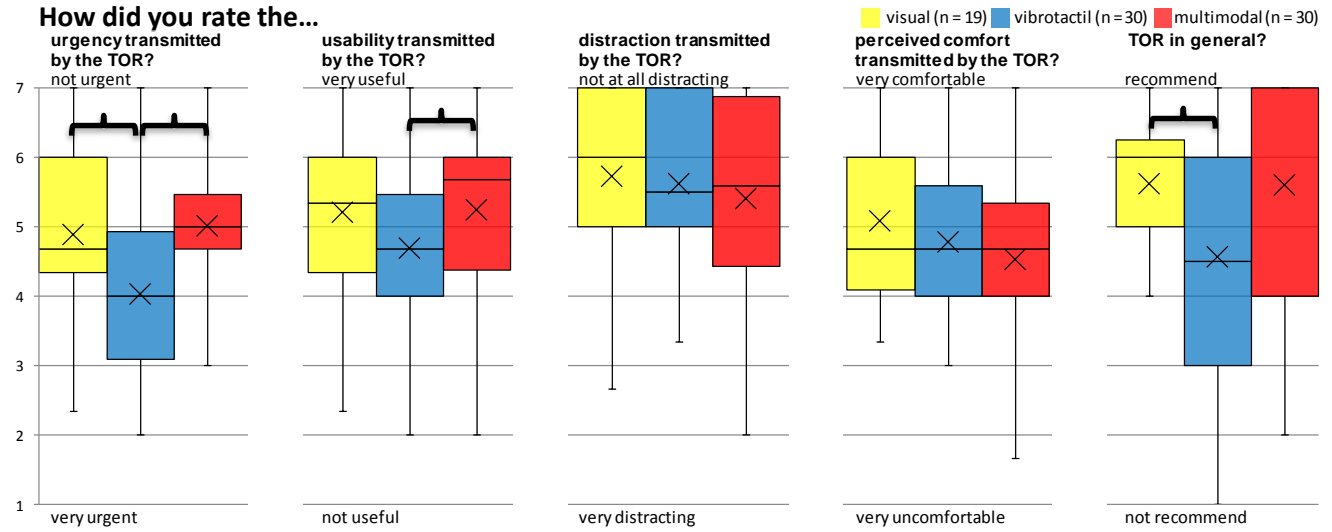 How did you rate the...
visual (n = 19) vibrotactil (n = 30) multimodal (n = 30)
urgency transmitted
by the TOR?
not urgent
usability transmitted
by the TOR?
very useful
distraction transmitted
by the TOR?
not at all distracting
perceived comfort
transmitted by the TOR?
very comfortable
TOR in general?
recommend
7
6
5
4
3
2
1
very urgent
not useful
very distracting
very uncomfortable
not recommend